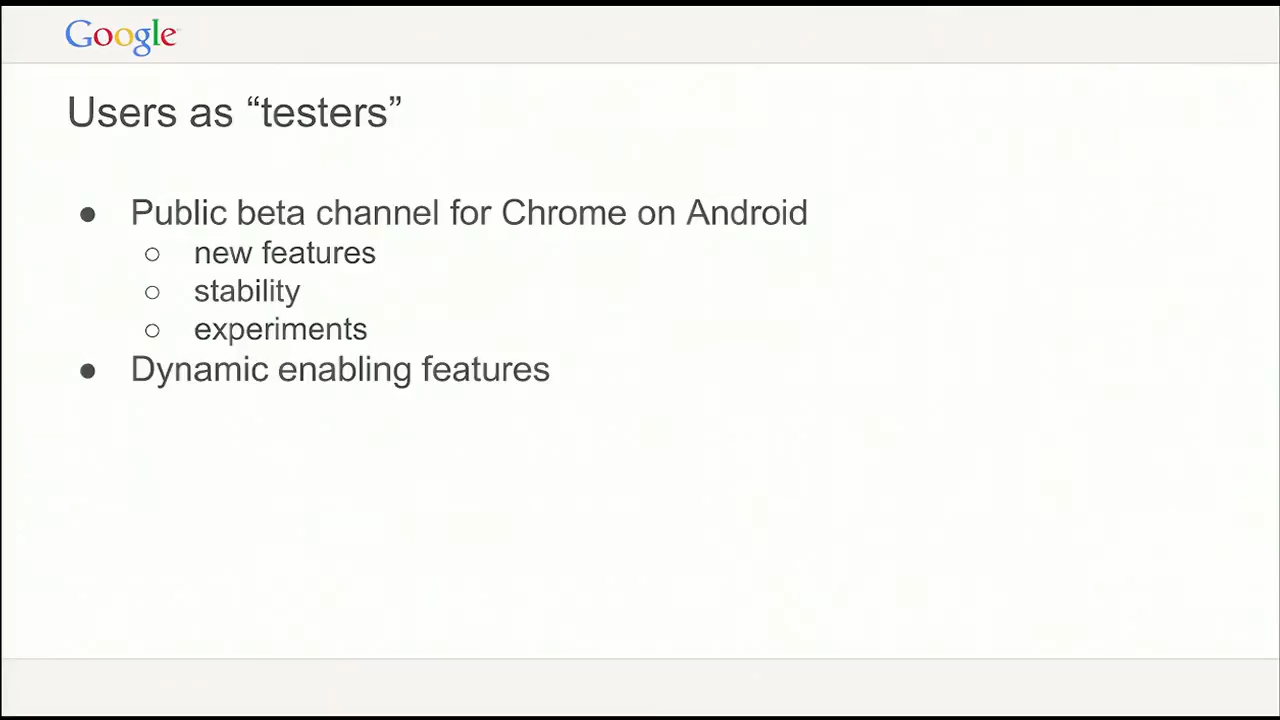 Google
Users as “testers”
● Public beta channel for Chrome on Android
○ new features
○ stability
○ experiments
● Dynamic enabling features